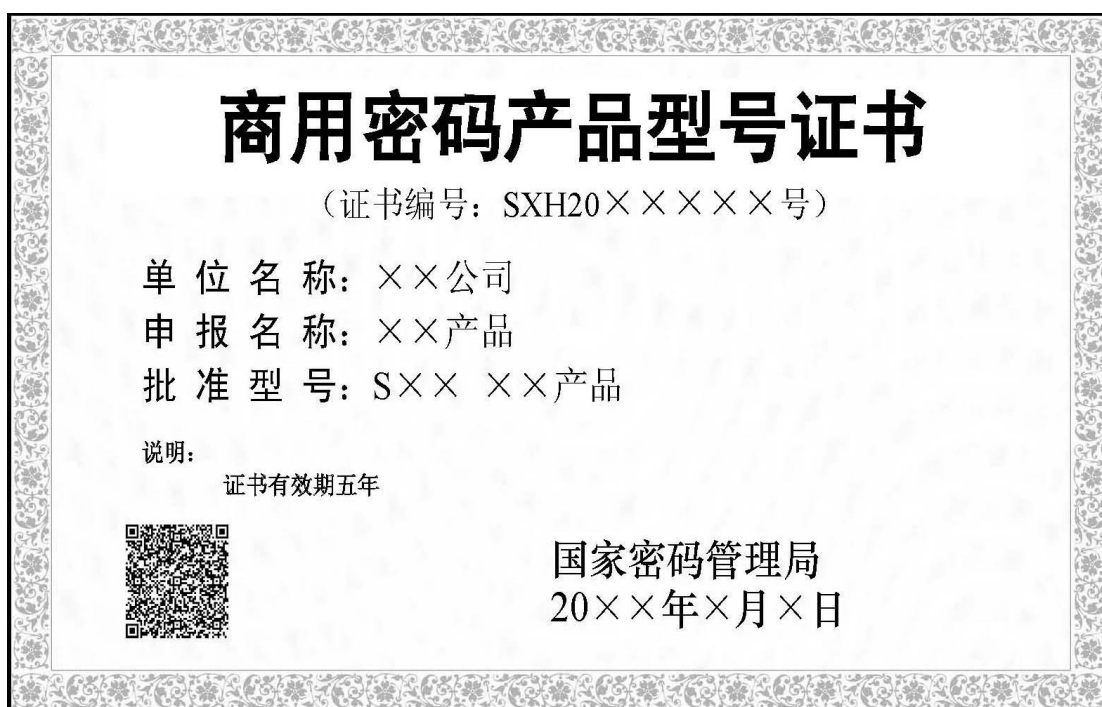 商用密码产品型号证书
（证书编号：SXH20×××××号）
单位名称：××公司
申报名称：××产品
批准型号：S×× ××产品
说明：
证书有效期五年
国家密码管理局
20××年×月×日